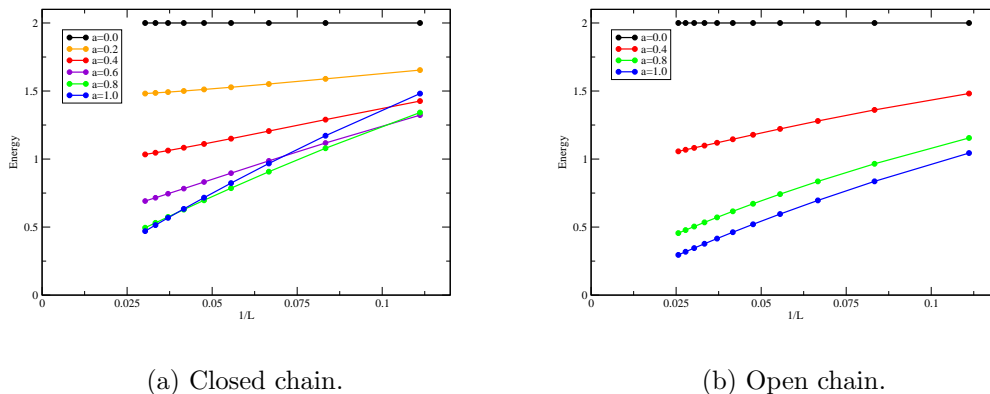 2
1.5
1
0.5
0
Energy
a=0.0
a=0.2
a=0.4
a=0.6
a=0.8
a=1.0
0
0.025
0.05
0.075
0.1
1/L
(a) Closed chain.
2
1.5
1
0.5
0
Energy
a=0.0
a=0.4
a=0.8
a=1.0
0
0.025
0.05
0.075
0.1
1/L
(b) Open chain.